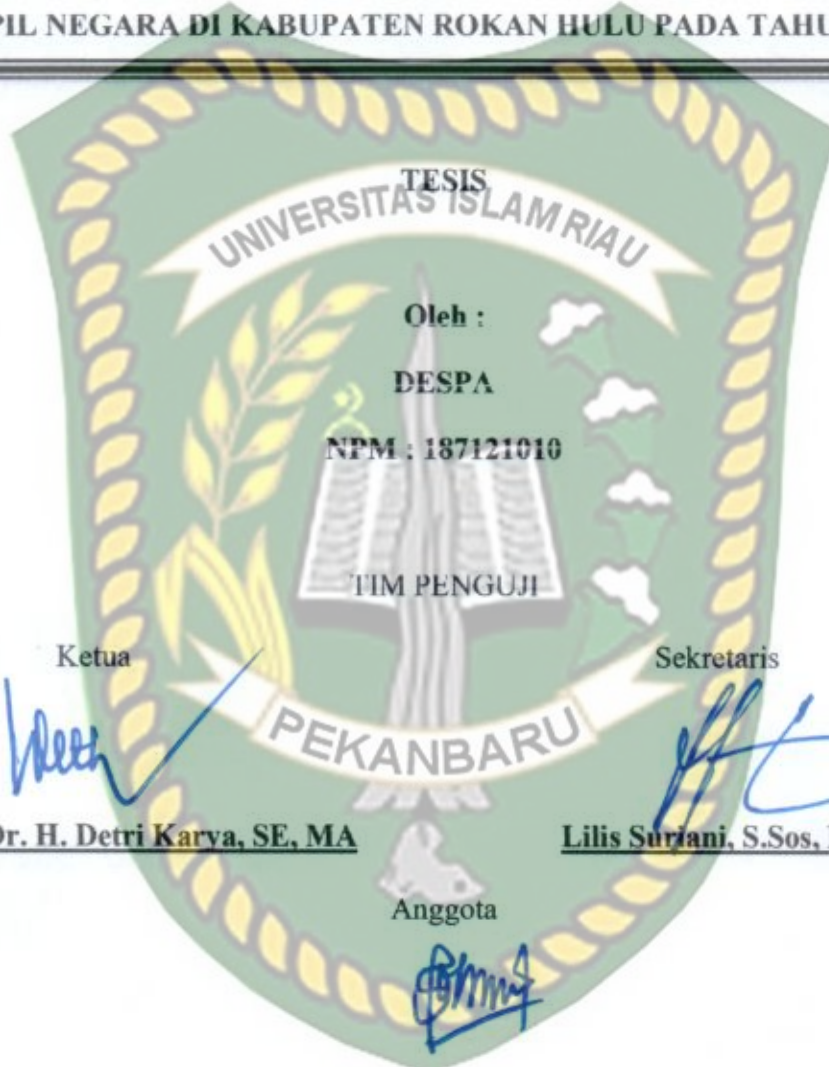 PIL NEGARA DI KABUPATEN ROKAN HULU PADA TAHU
TESIS
UNIVERSITAS ISLAM RIAU
Oleh :
DESPA
NPM : 187121010
TIM PENGUJI
Ketua
Sekretaris
PEKANBARU
Dr. H. Detri Karya, SE, MA
Lilis Suriani, S.Sos,
Anggota